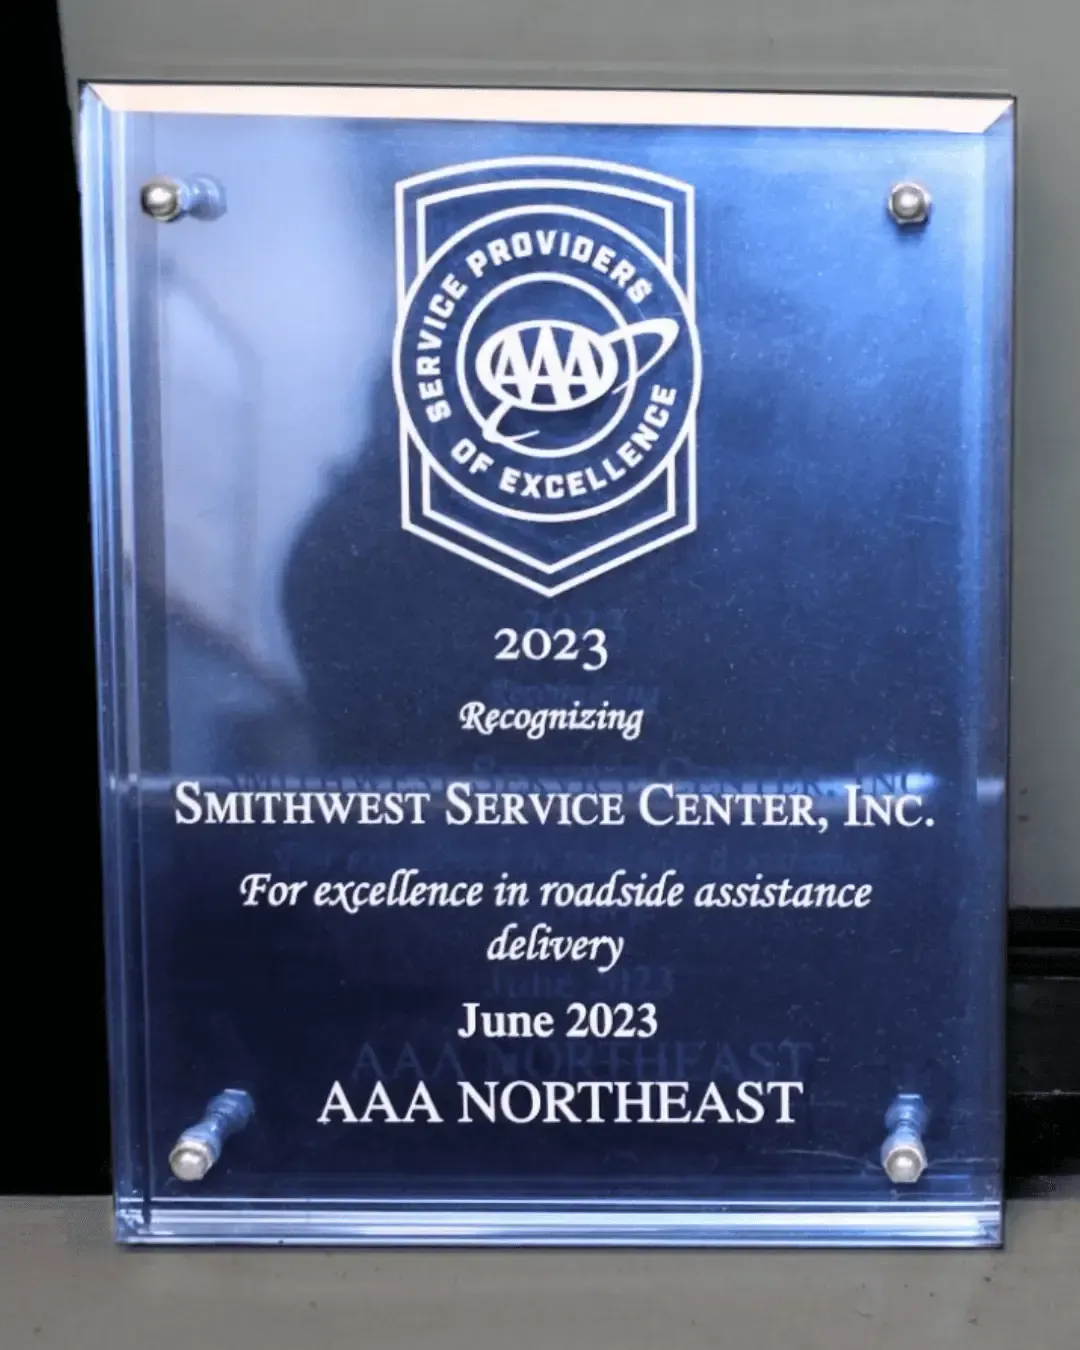 SERVICE PROVIDERS
OF EXCELLENCE
AAA
2023
Recognizing
SMITHWEST SERVICE CENTER, INC.
For excellence in roadside assistance
delivery
June 2023
AAA NORTHEAST